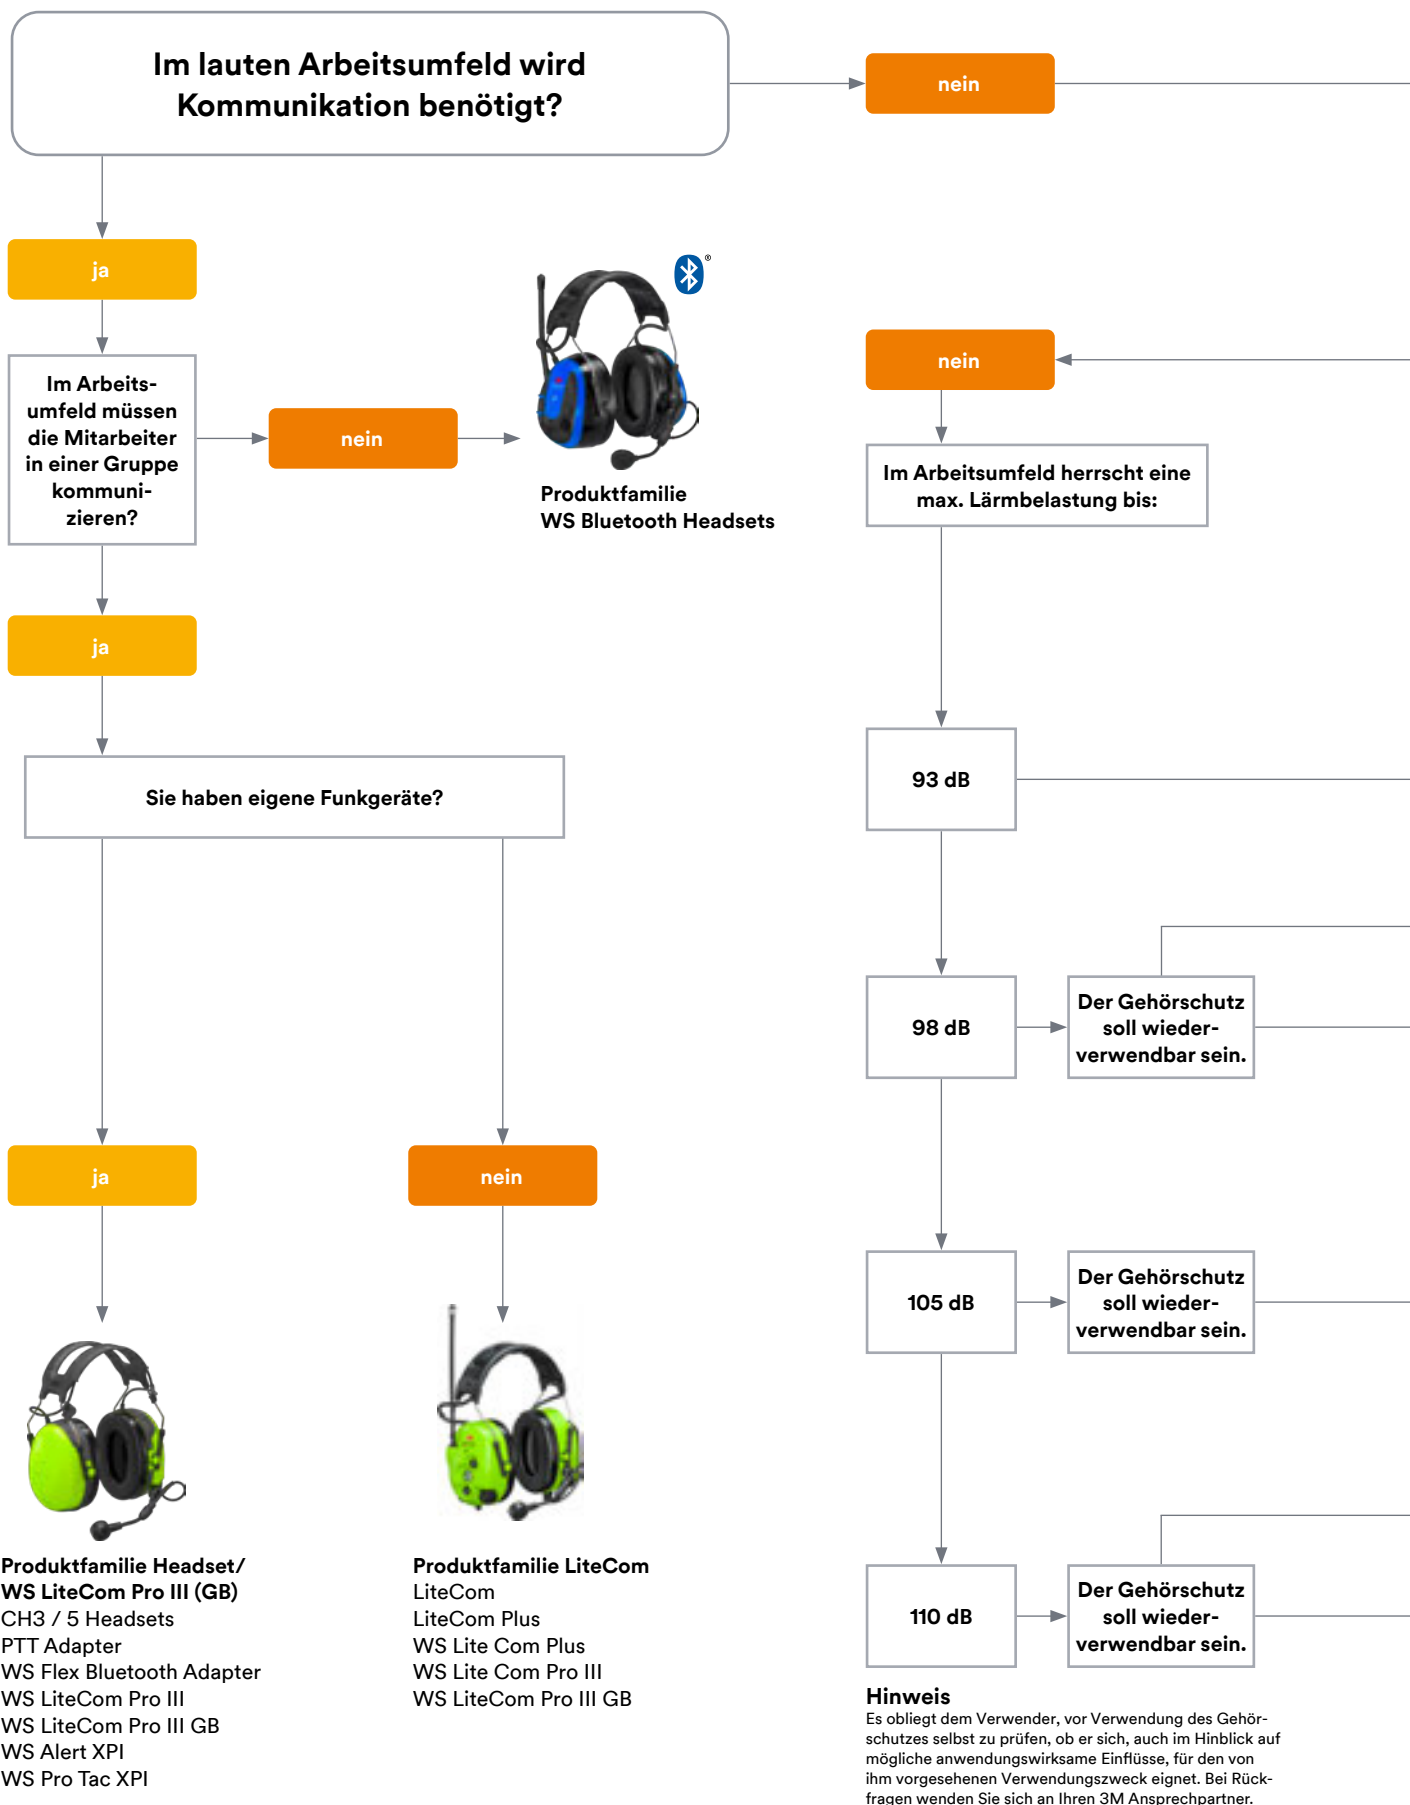 Im lauten Arbeitsumfeld wird
Kommunikation benötigt?
nein
ja
Im Arbeits-
umfeld müssen
die Mitarbeiter
in einer Gruppe
kommuni-
zieren?
nein
®
Produktfamilie
WS Bluetooth Headsets
ja
Sie haben eigene Funkgeräte?
ja
nein
Produktfamilie Headset/
WS LiteCom Pro III (GB)
CH3 / 5 Headsets
PTT Adapter
WS Flex Bluetooth Adapter
WS LiteCom Pro III
WS LiteCom Pro III GB
WS Alert XPI
WS Pro Tac XPI
Produktfamilie LiteCom
LiteCom
LiteCom Plus
WS Lite Com Plus
WS Lite Com Pro III
WS LiteCom Pro III GB
nein
Im Arbeitsumfeld herrscht eine
max. Lärmbelastung bis:
93 dB
98 dB
Der Gehörschutz
soll wieder-
verwendbar sein.
105 dB
Der Gehörschutz
soll wieder-
verwendbar sein.
110 dB
Der Gehörschutz
soll wieder-
verwendbar sein.
Hinweis
Es obliegt dem Verwender, vor Verwendung des Gehör-
schutzes selbst zu prüfen, ob er sich, auch im Hinblick auf
mögliche anwendungswirksame Einflüsse, für den von
ihm vorgesehenen Verwendungszweck eignet. Bei Rück-
fragen wenden Sie sich an Ihren 3M Ansprechpartner.